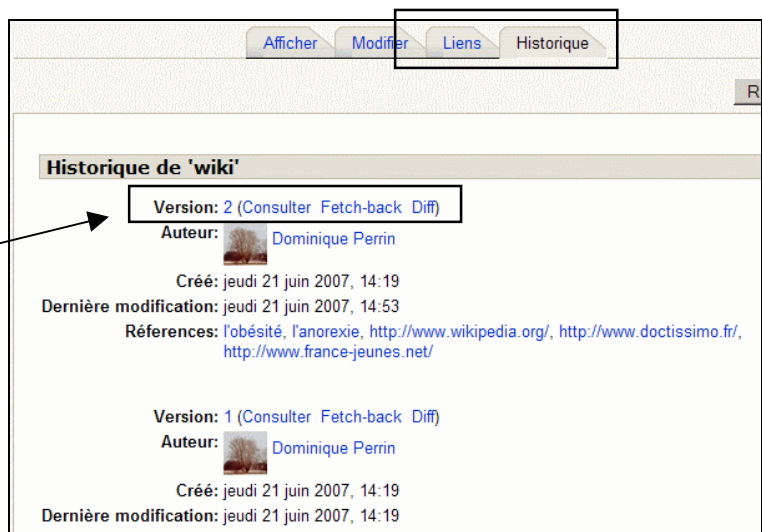 Afficher Modifier Liens Historique
R
Historique de 'wiki'
Version: 2 (Consulter Fetch-back Diff)
Auteur: Dominique Perrin
Créé: jeudi 21 juin 2007, 14:19
Dernière modification: jeudi 21 juin 2007, 14:53
Réferences: l'obésité, l'anorexie, http://www.wikipedia.org/, http://www.doctissimo.fr/,
http://www.france-jeunes.net/
Version: 1 (Consulter Fetch-back Diff)
Auteur: Dominique Perrin
Créé: jeudi 21 juin 2007, 14:19
Dernière modification: jeudi 21 juin 2007, 14:19